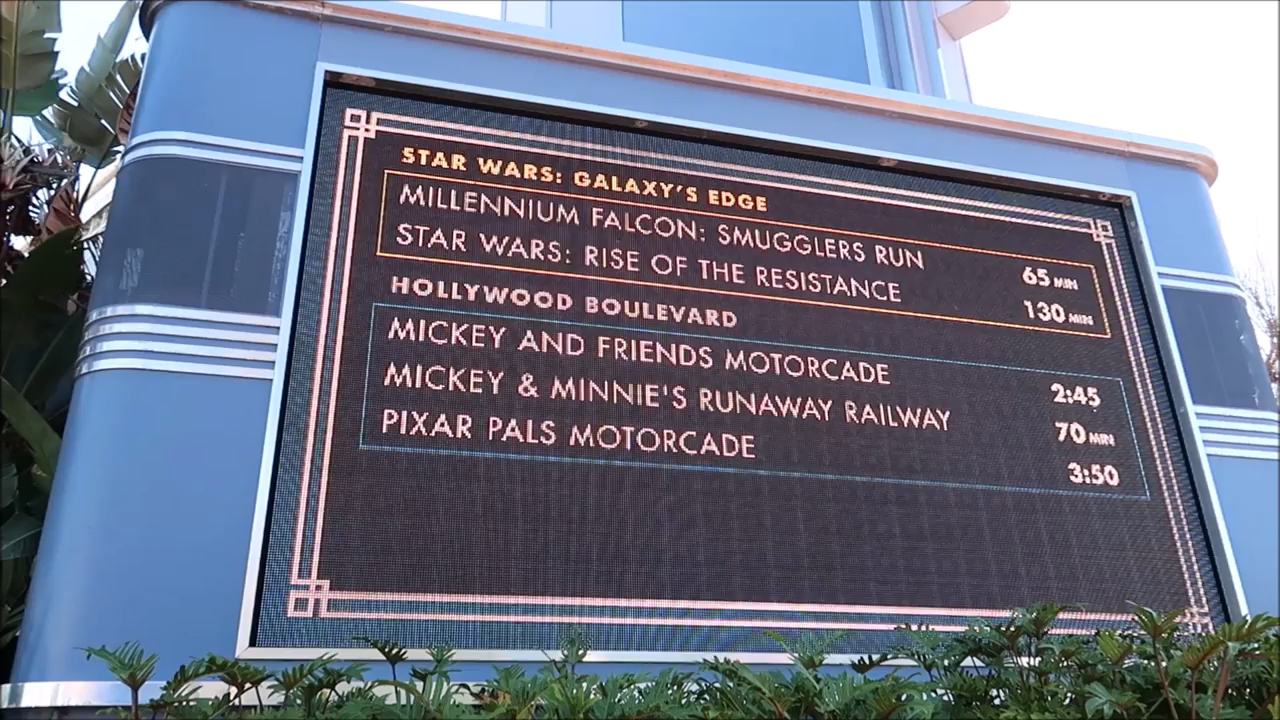 STAR WARS: GALAXY'S EDGE
MILLENNIUM FALCON: SMUGGLERS RUN 65 MIN
STAR WARS: RISE OF THE RESISTANCE 130 MIN
HOLLYWOOD BOULEVARD
MICKEY AND FRIENDS MOTORCADE 2:45
MICKEY & MINNIE'S RUNAWAY RAILWAY 70 MIN
PIXAR PALS MOTORCADE 3:50